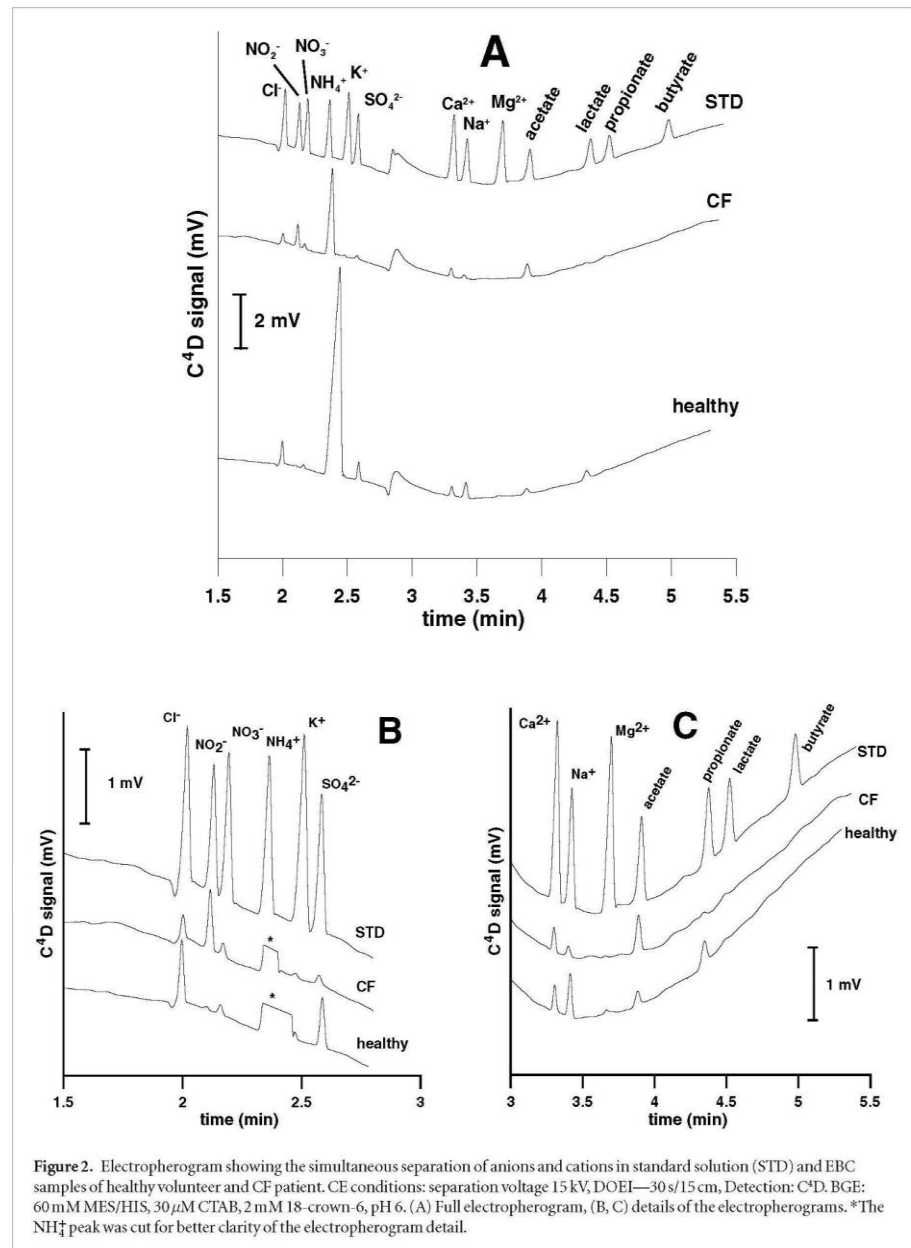 A
NO₂⁻
NO₃⁻
Cl⁻
NH₄⁺
K⁺
SO₄²⁻
Ca²⁺
Na⁺
Mg²⁺
acetate
lactate
propionate
butyrate
STD
CF
healthy
2 mV
C⁴D signal (mV)
1.5 2 2.5 3 3.5 4 4.5 5 5.5
time (min)
B
Cl⁻
NO₂⁻
NO₃⁻
NH₄⁺
K⁺
SO₄²⁻
1 mV
STD
*
CF
*
healthy
C⁴D signal (mV)
1.5 2 2.5 3
time (min)
C
Ca²⁺
Na⁺
Mg²⁺
acetate
propionate
lactate
butyrate
STD
CF
healthy
1 mV
C⁴D signal (mV)
3 3.5 4 4.5 5 5.5
time (min)
Figure 2. Electropherogram showing the simultaneous separation of anions and cations in standard solution (STD) and EBC
samples of healthy volunteer and CF patient. CE conditions: separation voltage 15 kV, DOEI—30 s/15 cm, Detection: C⁴D. BGE:
60 mM MES/HIS, 30 μM CTAB, 2 mM 18-crown-6, pH 6. (A) Full electropherogram, (B, C) details of the electropherograms. *The
NH₄⁺ peak was cut for better clarity of the electropherogram detail.